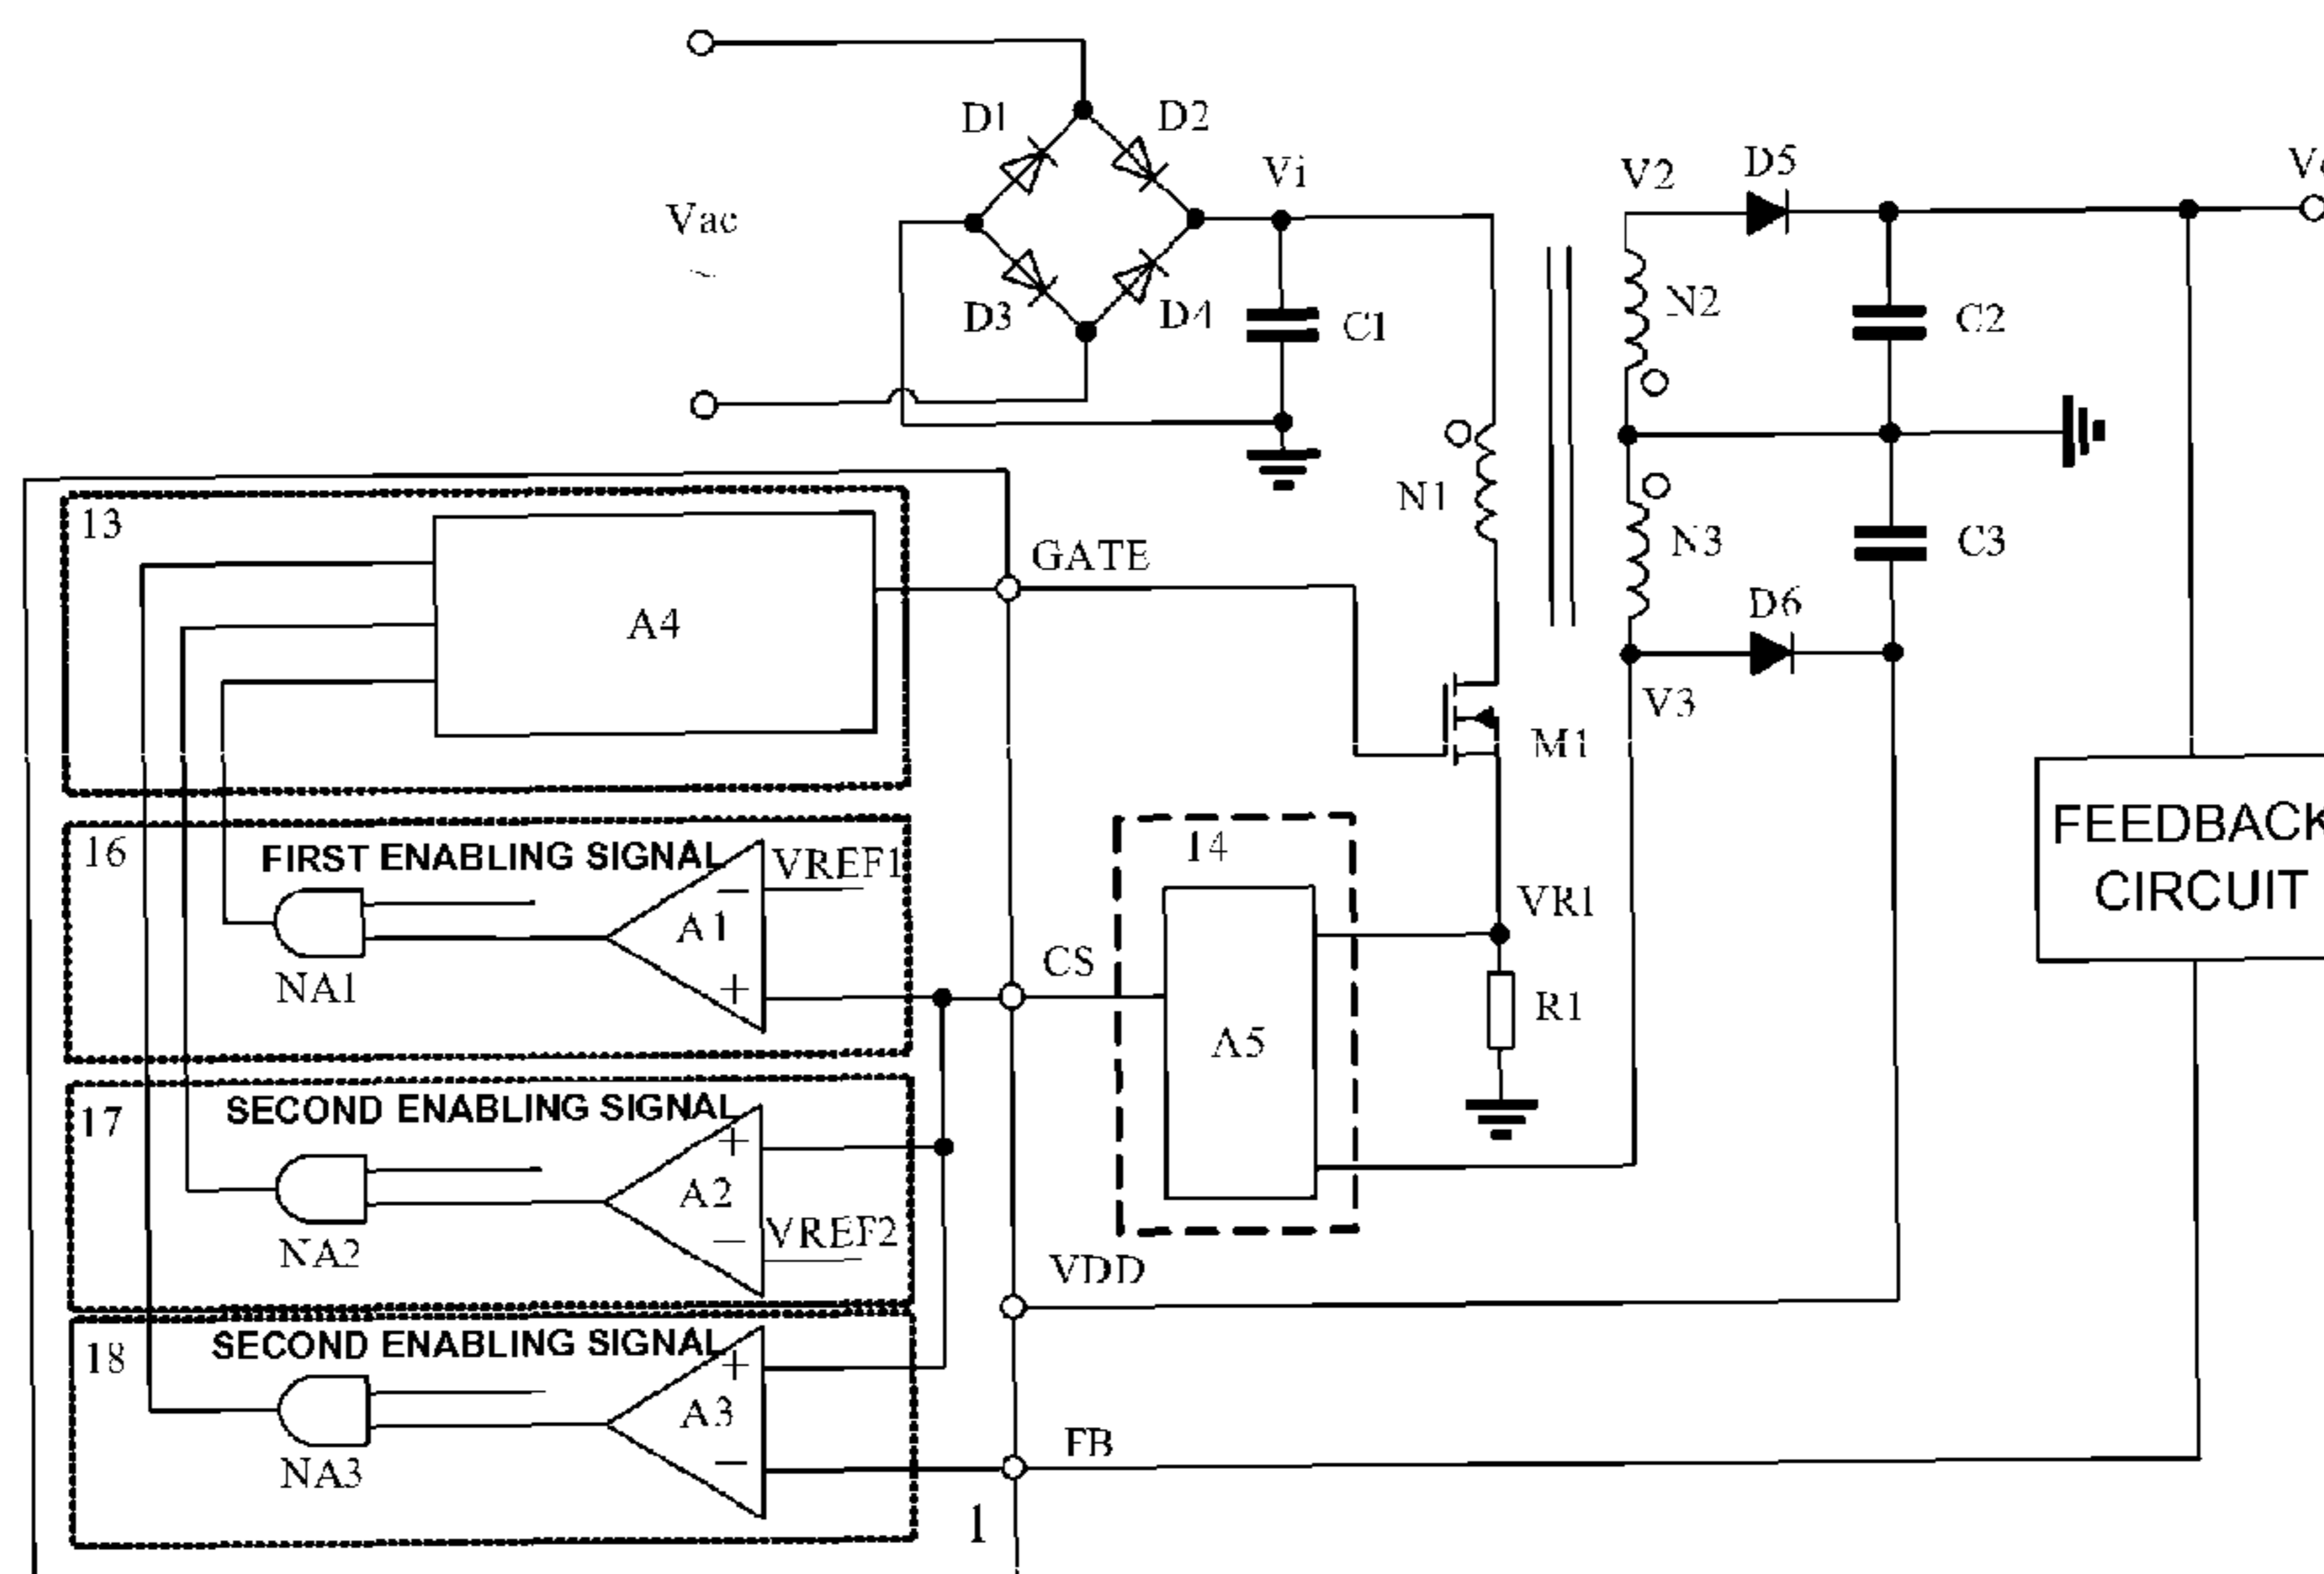 D1
D2
Vi
V2
D5
Vac
~
N2
D3
D4
C1
C2
13
N1
N3
C3
GATE
A4
D6
V3
M1
FEEDBACK
CIRCUIT
16
FIRST ENABLING SIGNAL
VREF1
14
A1
VR1
NA1
CS
R1
A5
17
SECOND ENABLING SIGNAL
A2
VREF2
NA2
VDD
18
SECOND ENABLING SIGNAL
A3
FB
NA3
1